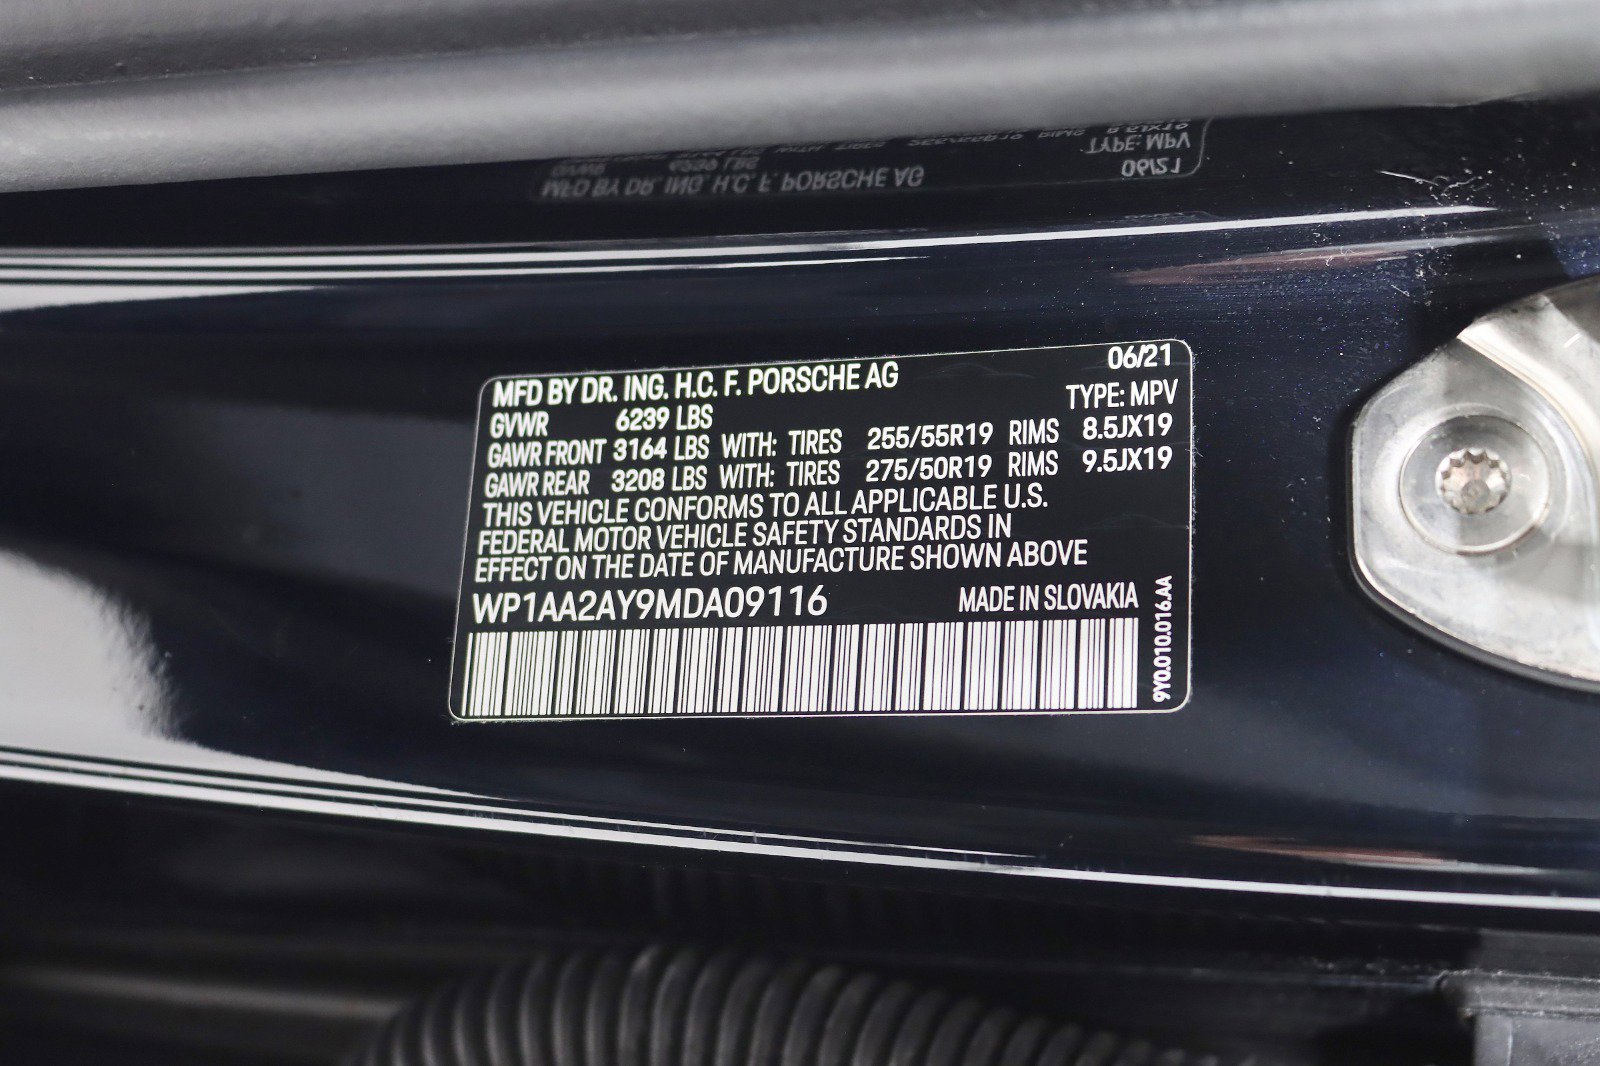 MFD BY DR. ING. H.C. F. PORSCHE AG 06/21
GVWR 6239 LBS TYPE: MPV
GAWR FRONT 3164 LBS WITH: TIRES 255/55R19 RIMS 8.5JX19
GAWR REAR 3208 LBS WITH: TIRES 275/50R19 RIMS 9.5JX19
THIS VEHICLE CONFORMS TO ALL APPLICABLE U.S.
FEDERAL MOTOR VEHICLE SAFETY STANDARDS IN
EFFECT ON THE DATE OF MANUFACTURE SHOWN ABOVE
WP1AA2AY9MDA09116 MADE IN SLOVAKIA
9Y0.010.016.AA